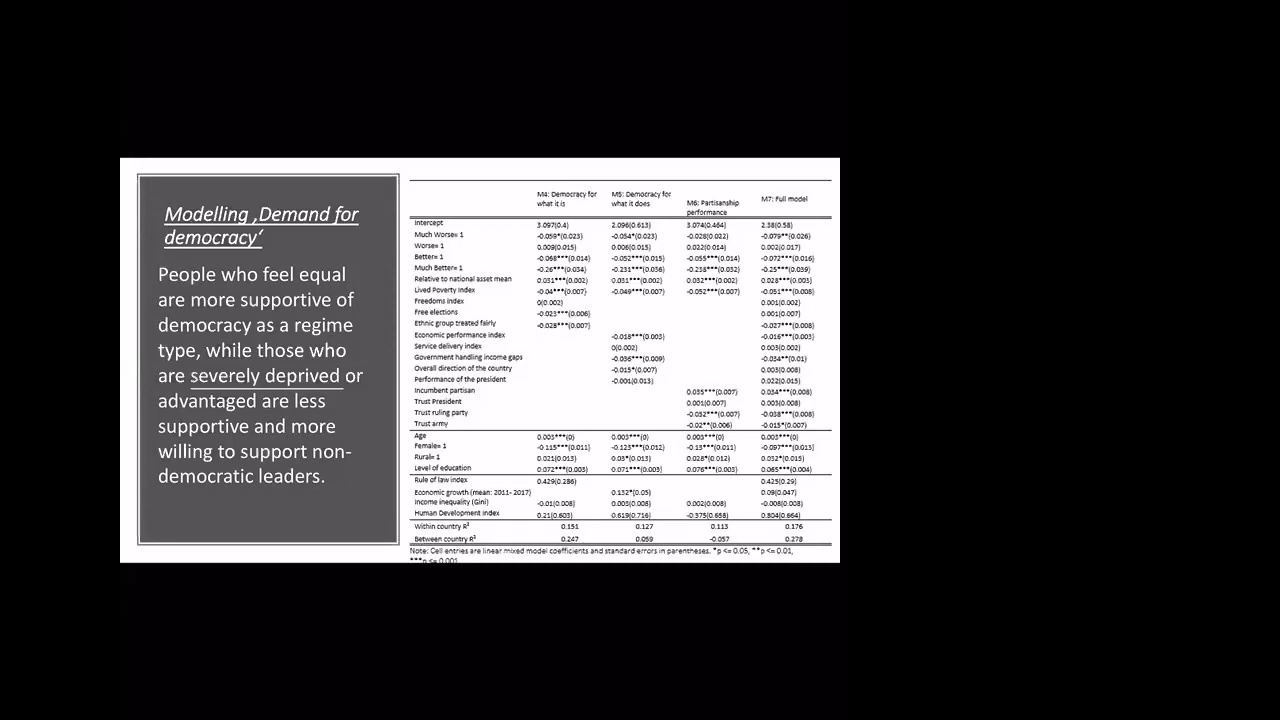 Modelling ‚Demand for
democracy‘
People who feel equal
are more supportive of
democracy as a regime
type, while those who
are severely deprived or
advantaged are less
supportive and more
willing to support non-
democratic leaders.
M4: Democracy for what it is M5: Democracy for what it does M6: Partisanship performance M7: Full model
Intercept 3.097(0.4) 2.096(0.613) 3.074(0.464) 2.38(0.58)
Much Worse= 1 -0.059*(0.023) -0.054*(0.023) -0.028(0.022) -0.079**(0.026)
Worse= 1 0.009(0.015) 0.006(0.015) 0.022(0.014) 0.002(0.017)
Better= 1 -0.068***(0.014) -0.052***(0.015) -0.055***(0.014) -0.072***(0.016)
Much Better= 1 -0.26***(0.034) -0.231***(0.036) -0.238***(0.032) -0.25***(0.039)
Relative to national asset mean 0.031***(0.002) 0.031***(0.002) 0.032***(0.002) 0.028***(0.003)
Lived Poverty Index -0.04***(0.007) -0.049***(0.007) -0.052***(0.007) -0.051***(0.008)
Freedoms index 0(0.002) 0.001(0.002)
Free elections -0.023***(0.006) 0.001(0.007)
Ethnic group treated fairly -0.028***(0.007) -0.027***(0.008)
Economic performance index -0.018***(0.003) -0.016***(0.003)
Service delivery index 0(0.002) 0.003(0.002)
Government handling income gaps -0.036***(0.009) -0.034**(0.01)
Overall direction of the country -0.015*(0.007) 0.003(0.008)
Performance of the president -0.001(0.013) 0.022(0.015)
Incumbent partisan 0.035***(0.007) 0.034***(0.008)
Trust President 0.001(0.007) 0.003(0.008)
Trust ruling party -0.052***(0.007) -0.038***(0.008)
Trust army -0.02**(0.006) -0.015*(0.007)
Age 0.003***(0) 0.003***(0) 0.003***(0) 0.003***(0)
Female= 1 -0.115***(0.011) -0.123***(0.012) -0.13***(0.011) -0.097***(0.013)
Rural= 1 0.021(0.013) 0.03*(0.013) 0.028*(0.012) 0.032*(0.015)
Level of education 0.072***(0.003) 0.071***(0.003) 0.076***(0.003) 0.065***(0.004)
Rule of law index 0.429(0.286) 0.425(0.29)
Economic growth (mean: 2011- 2017) 0.132*(0.05) 0.09(0.047)
Income inequality (Gini) -0.01(0.008) 0.003(0.008) 0.002(0.008) -0.008(0.008)
Human Development Index 0.21(0.603) 0.619(0.716) -0.375(0.658) 0.804(0.664)
Within country R² 0.151 0.127 0.113 0.176
Between country R² 0.247 0.059 -0.057 0.278
Note: Cell entries are linear mixed model coefficients and standard errors in parentheses. *p <= 0.05, **p <= 0.01,
***p <= 0.001